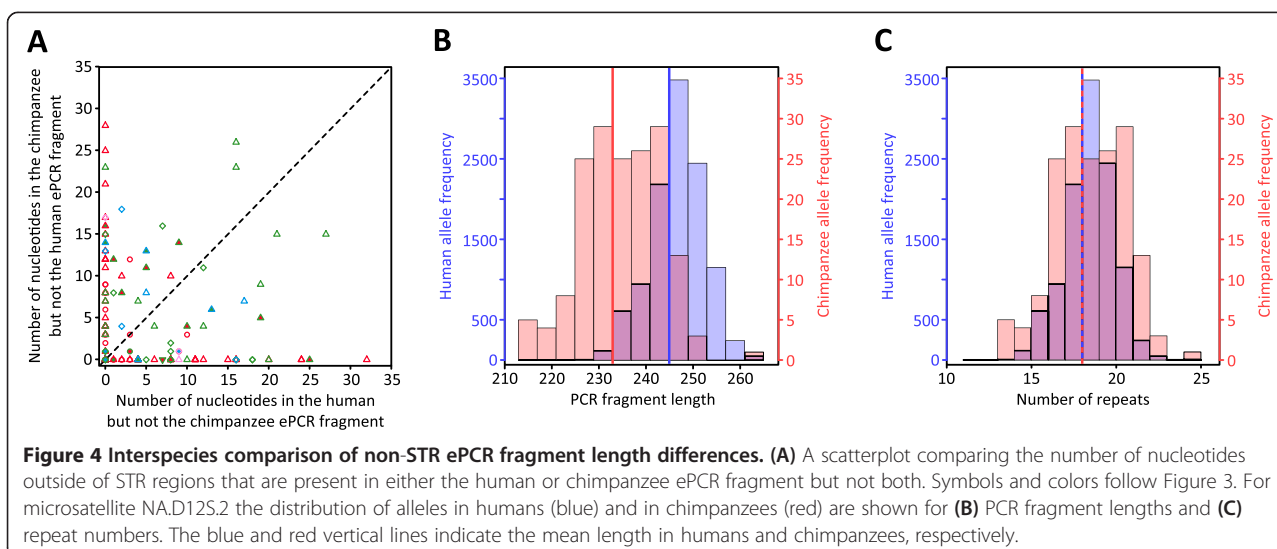 A
Number of nucleotides in the chimpanzee
but not the human ePCR fragment
35
30
25
20
15
10
5
0
0 5 10 15 20 25 30 35
Number of nucleotides in the human
but not the chimpanzee ePCR fragment
B
Human allele frequency
3500
2500
1500
500
0
35
30
25
20
15
10
5
0
Chimpanzee allele frequency
210 220 230 240 250 260
PCR fragment length
C
Human allele frequency
3500
2500
3500
500
0
35
30
25
20
15
10
5
0
Chimpanzee allele frequency
10 15 20 25
Number of repeats
Figure 4 Interspecies comparison of non-STR ePCR fragment length differences. (A) A scatterplot comparing the number of nucleotides
outside of STR regions that are present in either the human or chimpanzee ePCR fragment but not both. Symbols and colors follow Figure 3. For
microsatellite NA.D12S.2 the distribution of alleles in humans (blue) and in chimpanzees (red) are shown for (B) PCR fragment lengths and (C)
repeat numbers. The blue and red vertical lines indicate the mean length in humans and chimpanzees, respectively.